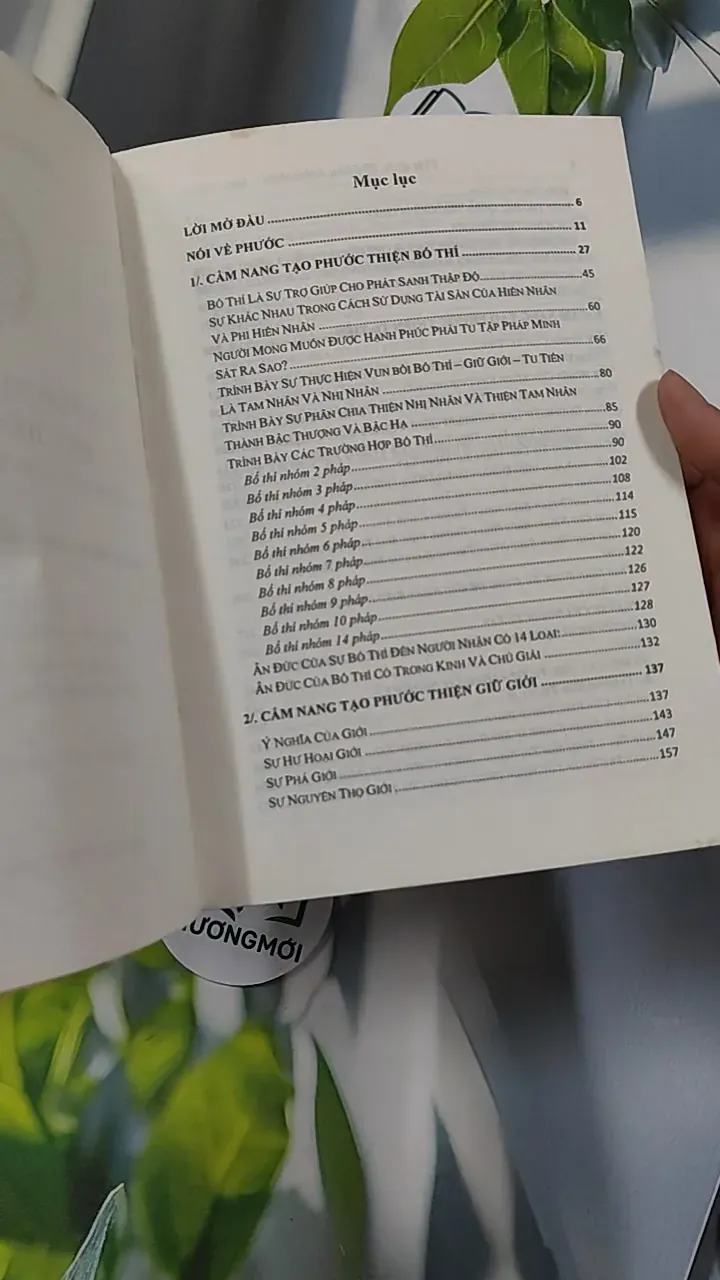 Mục lục
LỜI MỞ ĐẦU ........ 6
NÓI VỀ PHƯỚC ........ 11
1/. CẨM NANG TẠO PHƯỚC THIỆN BỐ THÍ ........ 27
BỐ THÍ LÀ SỰ TRỢ GIÚP CHO PHÁT SANH THẬP ĐỘ ........ 45
SỰ KHÁC NHAU TRONG CÁCH SỬ DỤNG TÀI SẢN CỦA HIỀN NHÂN
VÀ PHI HIỀN NHÂN ........ 60
NGƯỜI MONG MUỐN ĐƯỢC HẠNH PHÚC PHẢI TU TẬP PHÁP MINH
SÁT RA SAO? ........ 66
TRÌNH BÀY SỰ THỰC HIỆN VUN BỒI BỐ THÍ – GIỮ GIỚI – TU TIẾN
LÀ TAM NHÂN VÀ NHỊ NHÂN ........ 80
TRÌNH BÀY SỰ PHÂN CHIA THIỆN NHỊ NHÂN VÀ THIỆN TAM NHÂN
THÀNH BẬC THƯỢNG VÀ BẬC HẠ ........ 85
TRÌNH BÀY CÁC TRƯỜNG HỢP BỐ THÍ ........ 90
Bố thí nhóm 2 pháp ........ 90
Bố thí nhóm 3 pháp ........ 102
Bố thí nhóm 4 pháp ........ 108
Bố thí nhóm 5 pháp ........ 114
Bố thí nhóm 6 pháp ........ 115
Bố thí nhóm 7 pháp ........ 120
Bố thí nhóm 8 pháp ........ 122
Bố thí nhóm 9 pháp ........ 126
Bố thí nhóm 10 pháp ........ 127
Bố thí nhóm 14 pháp ........ 128
ÂN ĐỨC CỦA SỰ BỐ THÍ ĐẾN NGƯỜI NHẬN CÓ 14 LOẠI: ........ 130
ÂN ĐỨC CỦA BỐ THÍ CÓ TRONG KINH VÀ CHÚ GIẢI ........ 132
2/. CẨM NANG TẠO PHƯỚC THIỆN GIỮ GIỚI ........ 137
Ý NGHĨA CỦA GIỚI ........ 137
SỰ HƯ HOẠI GIỚI ........ 143
SỰ PHÁ GIỚI ........ 147
SỰ NGUYỆN THỌ GIỚI ........ 157
ƯƠNGMỚI